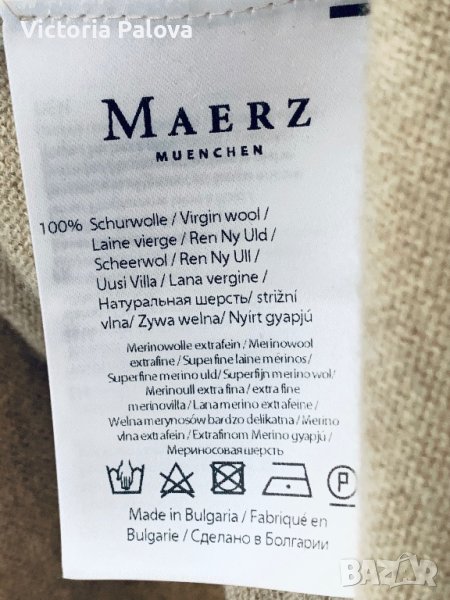 Victoria Palova
MAERZ
MUENCHEN
100% Schurwolle / Virgin wool /
Laine vierge / Ren Ny Uld /
Scheerwol / Ren Ny Ull /
Uusi Villa / Lana vergine /
Натуральная шерсть/ strižní
vlna/ Zywa welna/ Nyírt gyapjú
Merinowolle extrafein / Merinowool
extrafine / Superfine laine merinos /
Superfine merino uld/ Superfijn merino wol/
Merinoull extra fina / extra fine
merinovilla / Lana merino extrafeine /
Welna merynosów bardzo delikatna / Merino
vlna extrafein / Extrafinom Merino gyapjú /
Мериносовая шерсть
P
Made in Bulgaria / Fabriqué en
Bulgarie / Сделано в Болгарии
BAZAR